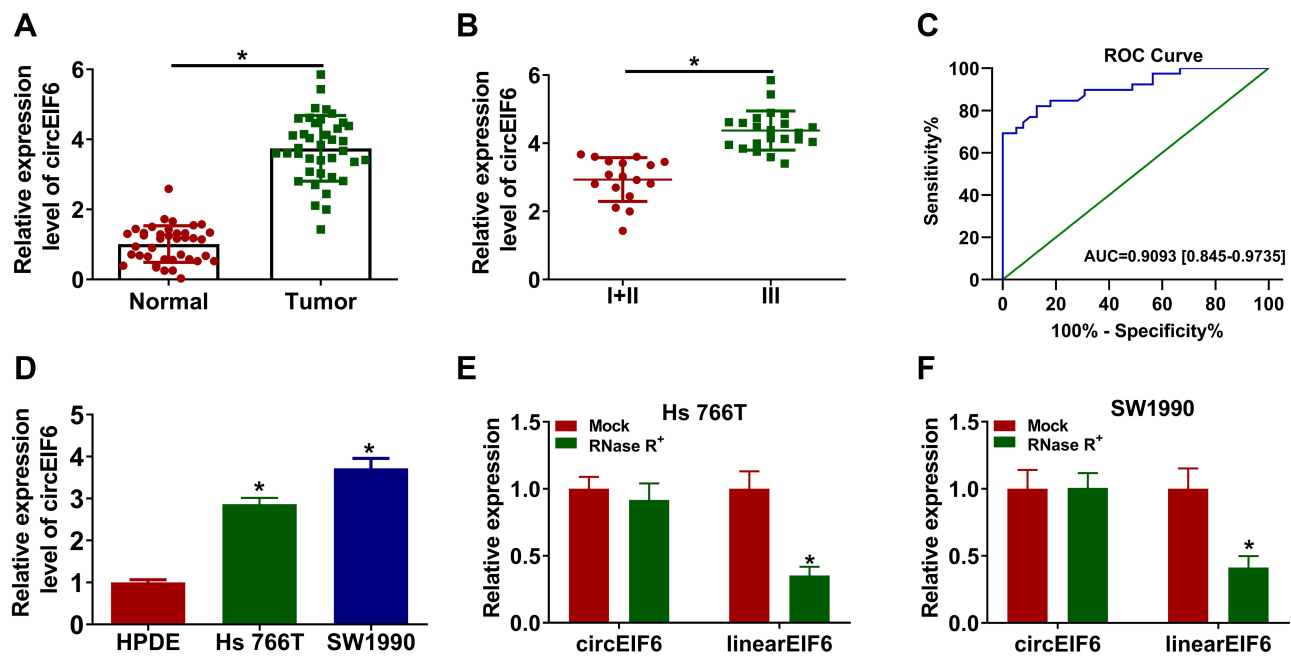 A
Relative expression
level of circEIF6
6
4
2
0
*
Normal
Tumor
B
Relative expression
level of circEIF6
6
4
2
0
*
I+II
III
C
ROC Curve
Sensitivity%
100
80
60
40
20
0
AUC=0.9093 [0.845-0.9735]
0 20 40 60 80 100
100% - Specificity%
D
Relative expression
level of circEIF6
5
4
3
2
1
0
*
*
HPDE
Hs 766T
SW1990
E
Hs 766T
Relative expression
1.5
1.0
0.5
0.0
Mock
RNase R+
*
circEIF6
linearEIF6
F
SW1990
Relative expression
1.5
1.0
0.5
0.0
Mock
RNase R+
*
circEIF6
linearEIF6